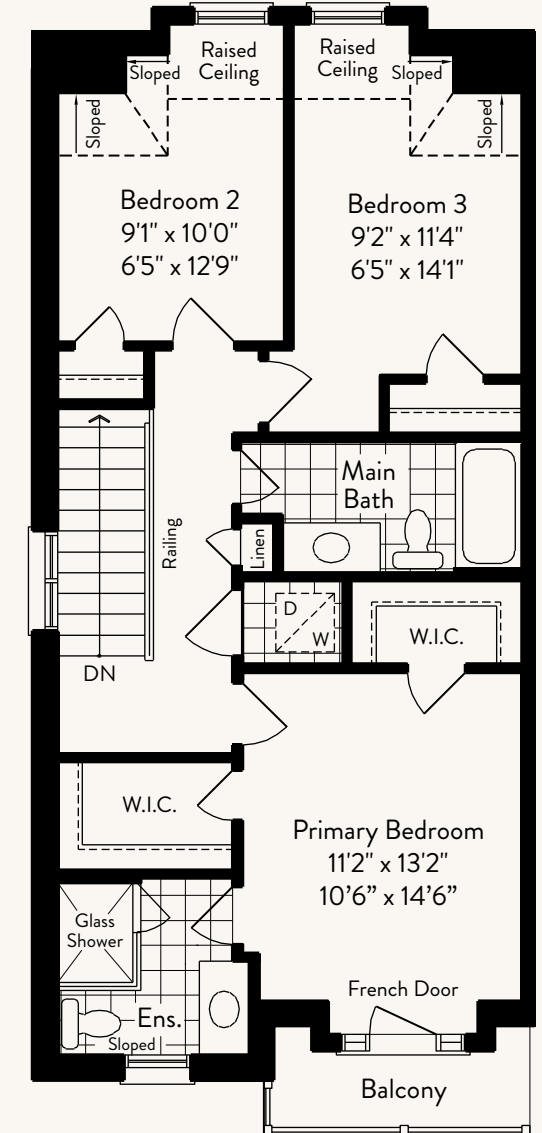 Raised
Ceiling
Raised
Ceiling
Sloped
Sloped
Sloped
Sloped
Bedroom 2
9'1" x 10'0"
6'5" x 12'9"
Bedroom 3
9'2" x 11'4"
6'5" x 14'1"
Main
Bath
Railing
Linen
D
W
W.I.C.
DN
W.I.C.
Primary Bedroom
11'2" x 13'2"
10’6” x 14’6”
Glass
Shower
French Door
Ens.
Sloped
Balcony